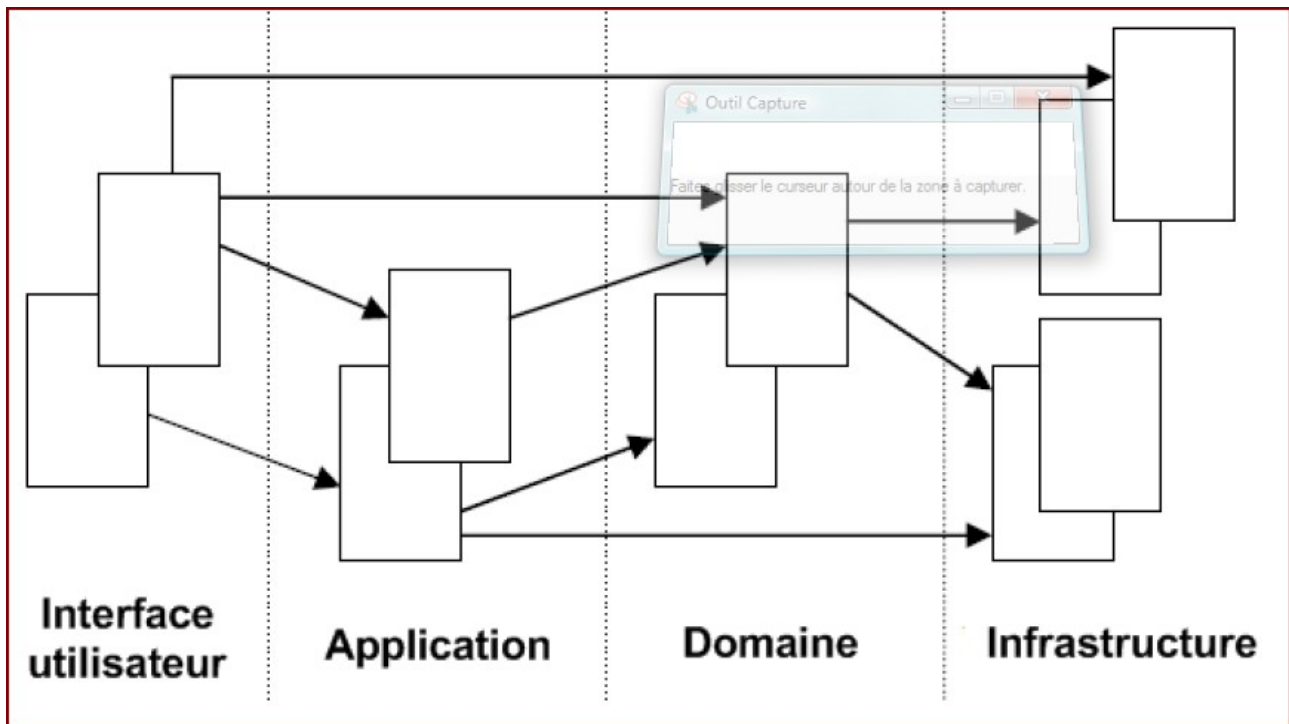 Outil Capture
Faites glisser le curseur autour de la zone à capturer.
Interface
utilisateur
Application
Domaine
Infrastructure